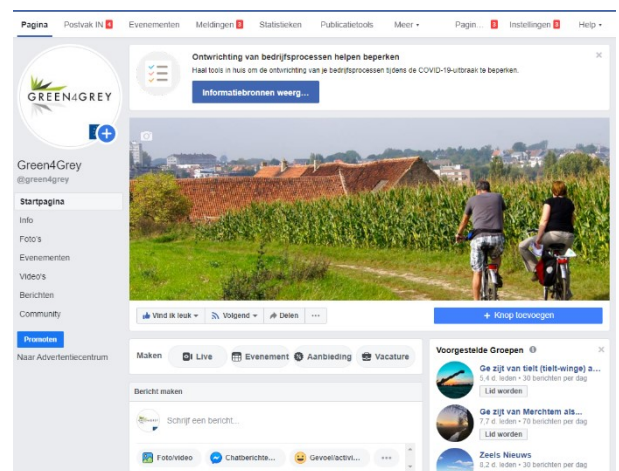 Pagina Postvak IN 4 Evenementen Meldingen 8 Statistieken Publicatietools Meer Pagin... Instellingen Help
Ontwrichting van bedrijfsprocessen helpen beperken
Haal tools in huis om de ontwrichting van je bedrijfsprocessen tijdens de COVID-19-uitbraak te beperken.
Informatiebronnen weerg...
GREEN4GREY
Green4Grey
@green4grey
Startpagina
Info
Foto's
Evenementen
Video's
Berichten
Community
Promoten
Naar Advertentiecentrum
Vind ik leuk Volgend Delen ...
+ Knop toevoegen
Maken Live Evenement Aanbieding Vacature
Bericht maken
Schrijf een bericht...
Foto/video Chatberichte... Gevoel/activi... ...
Voorgestelde Groepen
Ge zijt van tielt (tielt-winge) a...
5,4 d. leden • 30 berichten per dag
Lid worden
Ge zijt van Merchtem als...
7,7 d. leden • 70 berichten per dag
Lid worden
Zeels Nieuws
8,2 d. leden • 30 berichten per dag